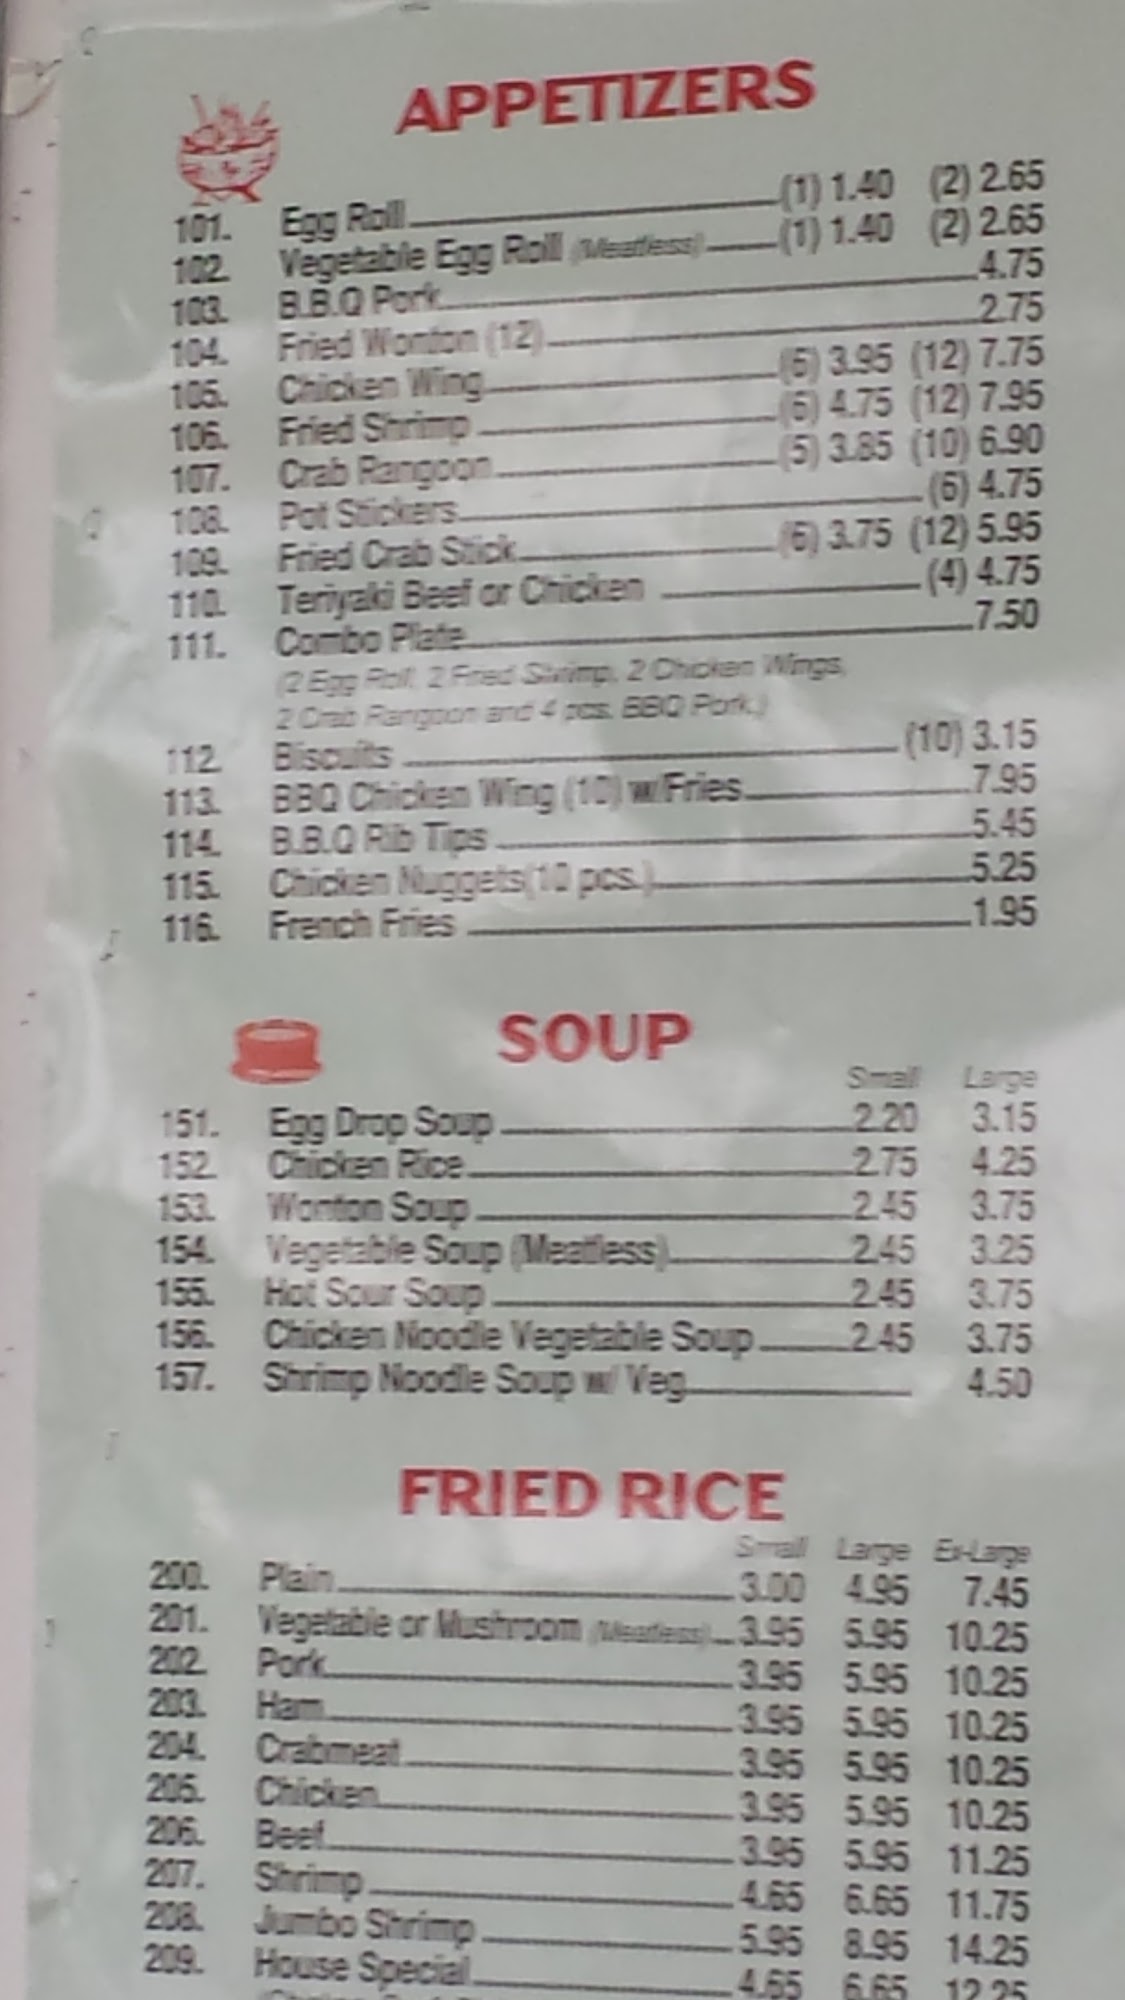 APPETIZERS
101. Egg Roll (1) 1.40 (2) 2.65
102. Vegetable Egg Roll (Meatless) (1) 1.40 (2) 2.65
103. B.B.Q Pork 4.75
104. Fried Wonton (12) 2.75
105. Chicken Wing (6) 3.95 (12) 7.75
106. Fried Shrimp (6) 4.75 (12) 7.95
107. Crab Rangoon (5) 3.85 (10) 6.90
108. Pot Stickers (6) 4.75
109. Fried Crab Stick (6) 3.75 (12) 5.95
110. Teriyaki Beef or Chicken (4) 4.75
111. Combo Plate 7.50
(2 Egg Roll, 2 Fried Shrimp, 2 Chicken Wings,
2 Crab Rangoon and 4 pcs. BBQ Pork.)
112. Biscuits (10) 3.15
113. BBQ Chicken Wing (10) w/Fries 7.95
114. B.B.Q Rib Tips 5.45
115. Chicken Nuggets(10 pcs.) 5.25
116. French Fries 1.95
SOUP
Small Large
151. Egg Drop Soup 2.20 3.15
152. Chicken Rice 2.75 4.25
153. Wonton Soup 2.45 3.75
154. Vegetable Soup (Meatless) 2.45 3.25
155. Hot Sour Soup 2.45 3.75
156. Chicken Noodle Vegetable Soup 2.45 3.75
157. Shrimp Noodle Soup w/ Veg 4.50
FRIED RICE
Small Large Ex-Large
200. Plain 3.00 4.95 7.45
201. Vegetable or Mushroom (Meatless) 3.95 5.95 10.25
202. Pork 3.95 5.95 10.25
203. Ham 3.95 5.95 10.25
204. Crabmeat 3.95 5.95 10.25
205. Chicken 3.95 5.95 10.25
206. Beef 3.95 5.95 11.25
207. Shrimp 4.65 6.65 11.75
208. Jumbo Shrimp 5.95 8.95 14.25
209. House Special 4.65 6.65 12.25